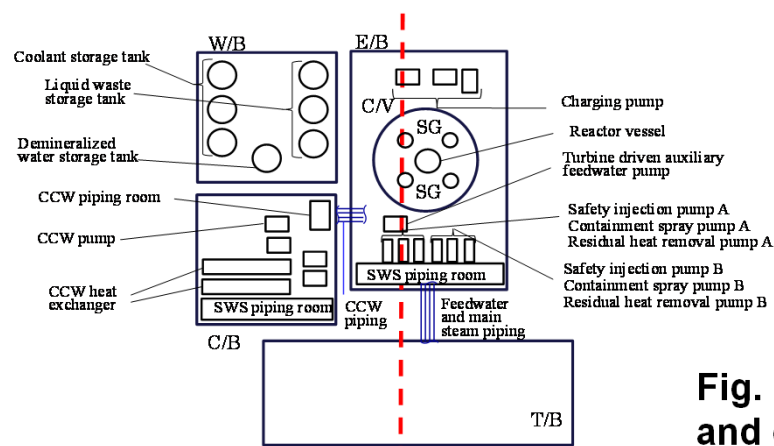 W/B
E/B
Coolant storage tank
Liquid waste
storage tank
Demineralized
water storage tank
C/V
SG
SG
Charging pump
Reactor vessel
Turbine driven auxiliary
feedwater pump
CCW piping room
CCW pump
CCW heat
exchanger
SWS piping room
C/B
CCW
piping
Safety injection pump A
Containment spray pump A
Residual heat removal pump A
SWS piping room
Safety injection pump B
Containment spray pump B
Residual heat removal pump B
Feedwater
and main
steam piping
T/B
Fig.
and